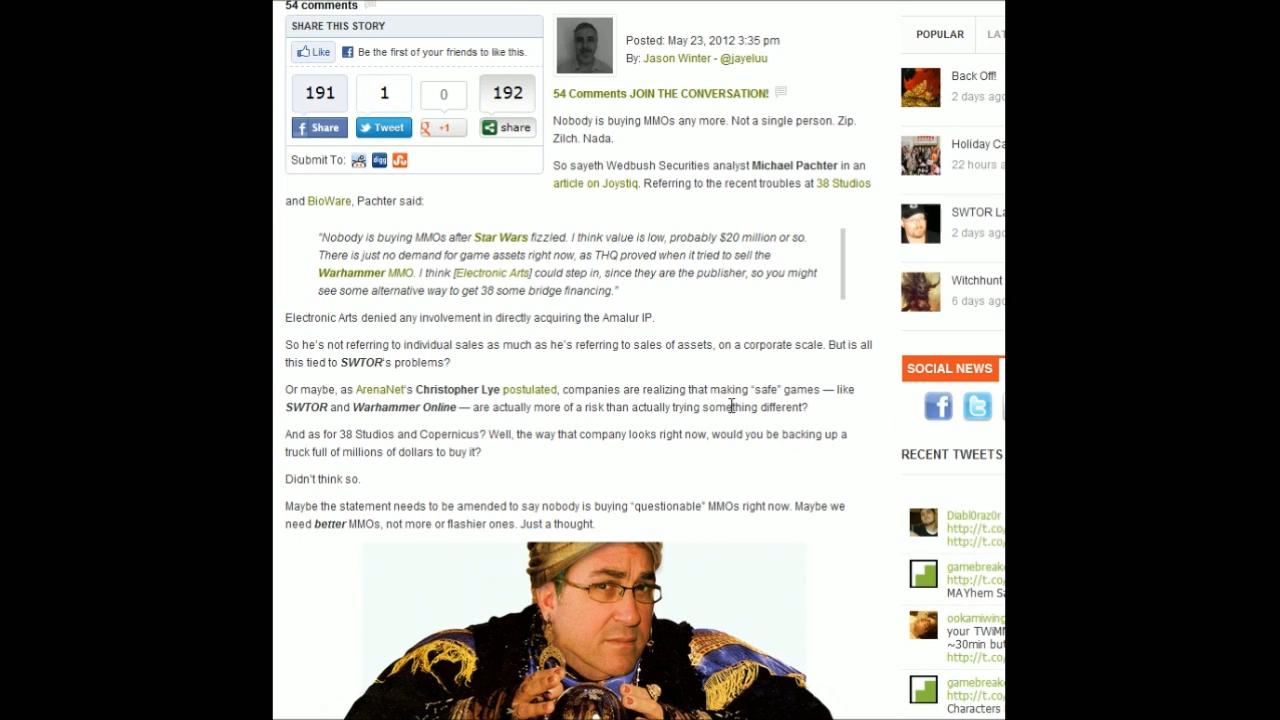 54 comments
SHARE THIS STORY
Like
Be the first of your friends to like this.
191
1
0
192
Share
Tweet
+1
share
Submit To:
digg
Posted: May 23, 2012 3:35 pm
By: Jason Winter - @jayeluu
54 Comments JOIN THE CONVERSATION!
Nobody is buying MMOs any more. Not a single person. Zip.
Zilch. Nada.
So sayeth Wedbush Securities analyst Michael Pachter in an
article on Joystiq. Referring to the recent troubles at 38 Studios
and BioWare, Pachter said:
"Nobody is buying MMOs after Star Wars fizzled. I think value is low, probably $20 million or so.
There is just no demand for game assets right now, as THQ proved when it tried to sell the
Warhammer MMO. I think [Electronic Arts] could step in, since they are the publisher, so you might
see some alternative way to get 38 some bridge financing."
Electronic Arts denied any involvement in directly acquiring the Amalur IP.
So he's not referring to individual sales as much as he's referring to sales of assets, on a corporate scale. But is all
this tied to SWTOR's problems?
Or maybe, as ArenaNet's Christopher Lye postulated, companies are realizing that making “safe” games — like
SWTOR and Warhammer Online — are actually more of a risk than actually trying something different?
And as for 38 Studios and Copernicus? Well, the way that company looks right now, would you be backing up a
truck full of millions of dollars to buy it?
Didn't think so.
Maybe the statement needs to be amended to say nobody is buying “questionable” MMOs right now. Maybe we
need better MMOs, not more or flashier ones. Just a thought.
POPULAR
LAT
Back Off!
2 days ago
Holiday Ca
22 hours a
SWTOR La
2 days ago
Witchhunt
6 days ago
SOCIAL NEWS
RECENT TWEETS
Diabl0raz0r
http://t.co/
http://t.co/
gamebreak
http://t.co/
MAYhem Sa
ookamiwing
your TWiMM
~30min but
http://t.co/
gamebreak
http://t.co/
Characters